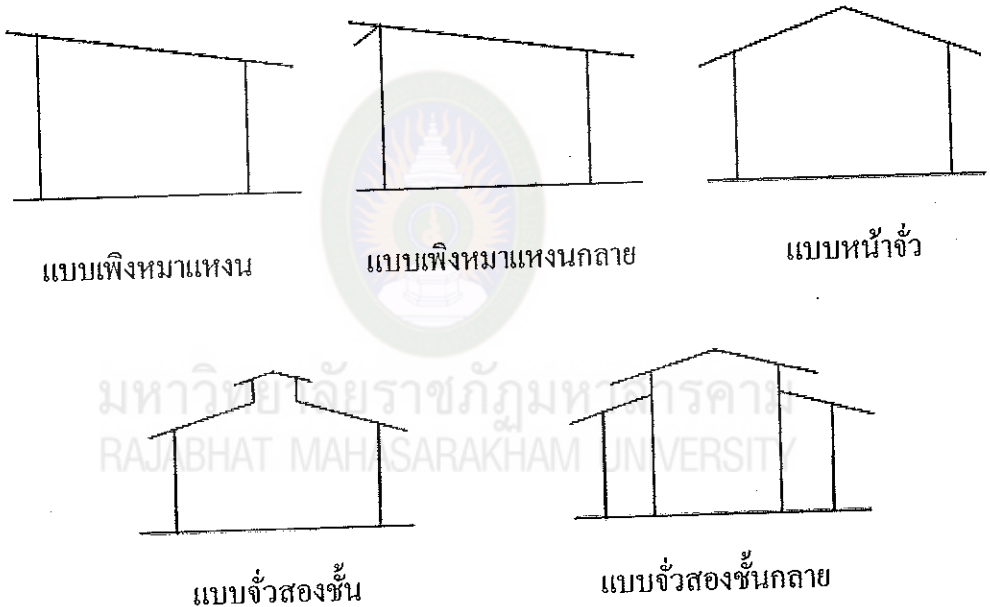 แบบเพิงหมาแหงน
แบบเพิงหมาแหงนกลาย
แบบหน้าจั่ว
มหาวิทยาลัยราชภัฏมหาสารคาม
RAJABHAT MAHASARAKHAM UNIVERSITY
แบบจั่วสองชั้น
แบบจั่วสองชั้นกลาย